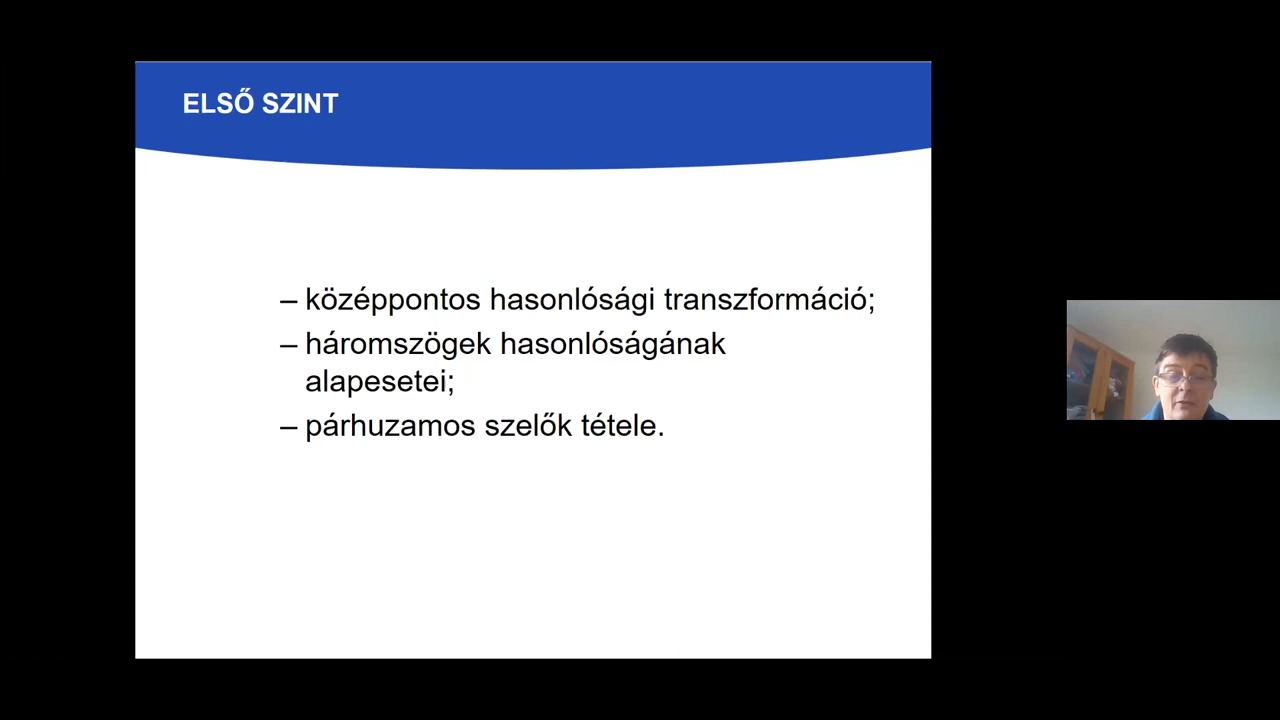 ELSŐ SZINT
– középpontos hasonlósági transzformáció;
– háromszögek hasonlóságának
alapesetei;
– párhuzamos szelők tétele.